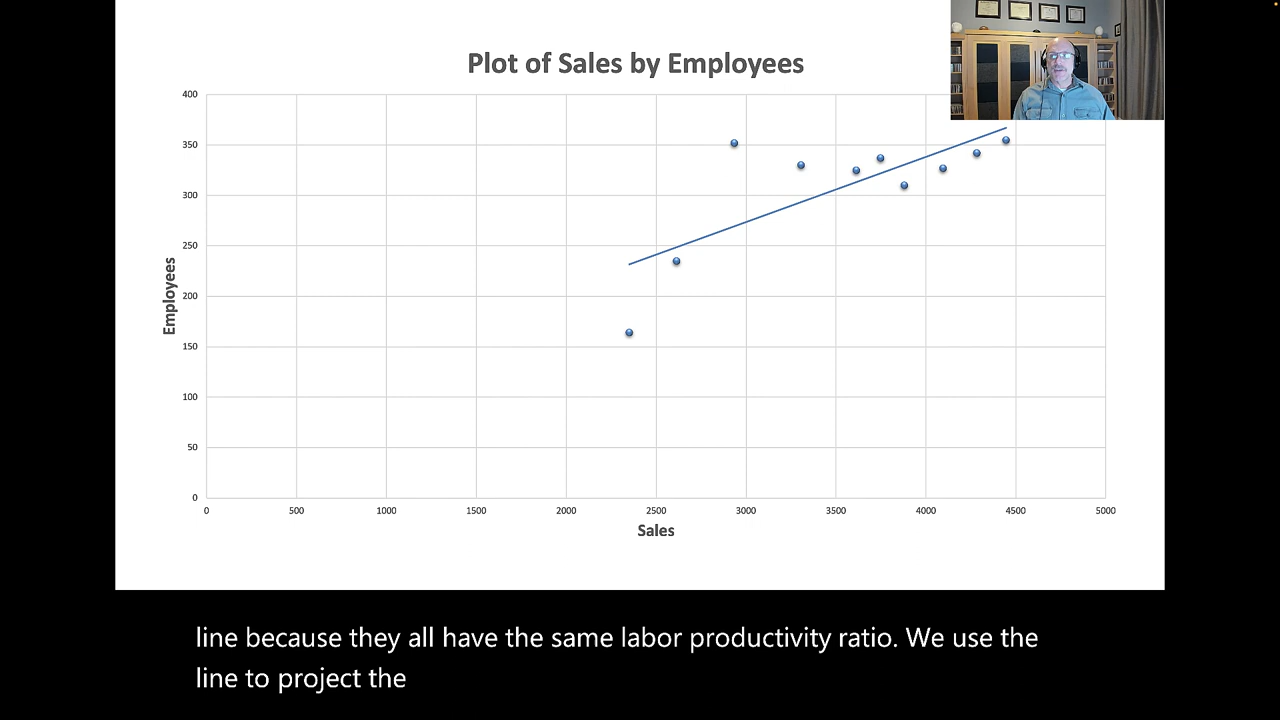 Plot of Sales by Employees
400
350
300
250
200
150
100
50
0
Employees
0 500 1000 1500 2000 2500 3000 3500 4000 4500 5000
Sales
line because they all have the same labor productivity ratio. We use the
line to project the